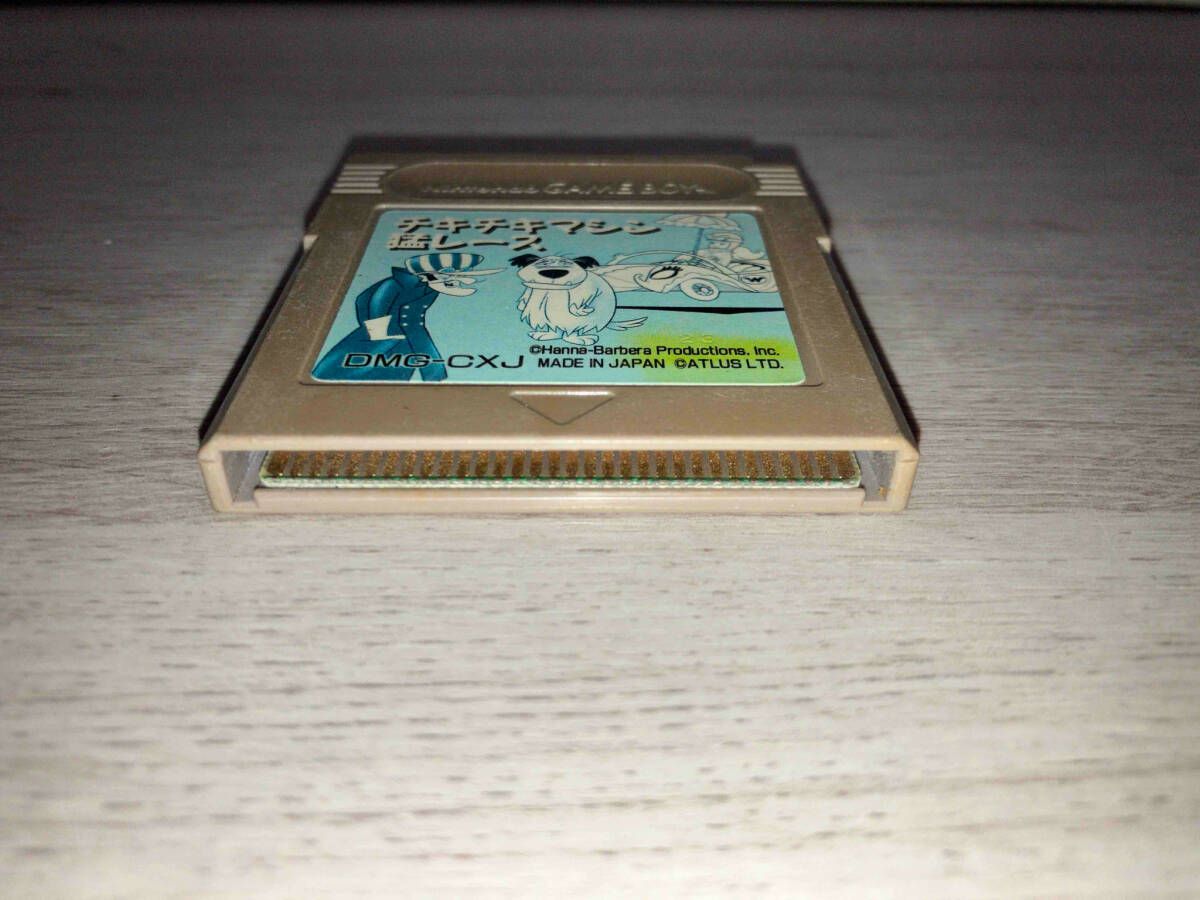 Nintendo GAME BOY™
チキチキマシン
猛レース
DMG-CXJ
©Hanna-Barbera Productions, Inc.
MADE IN JAPAN ©ATLUS LTD.